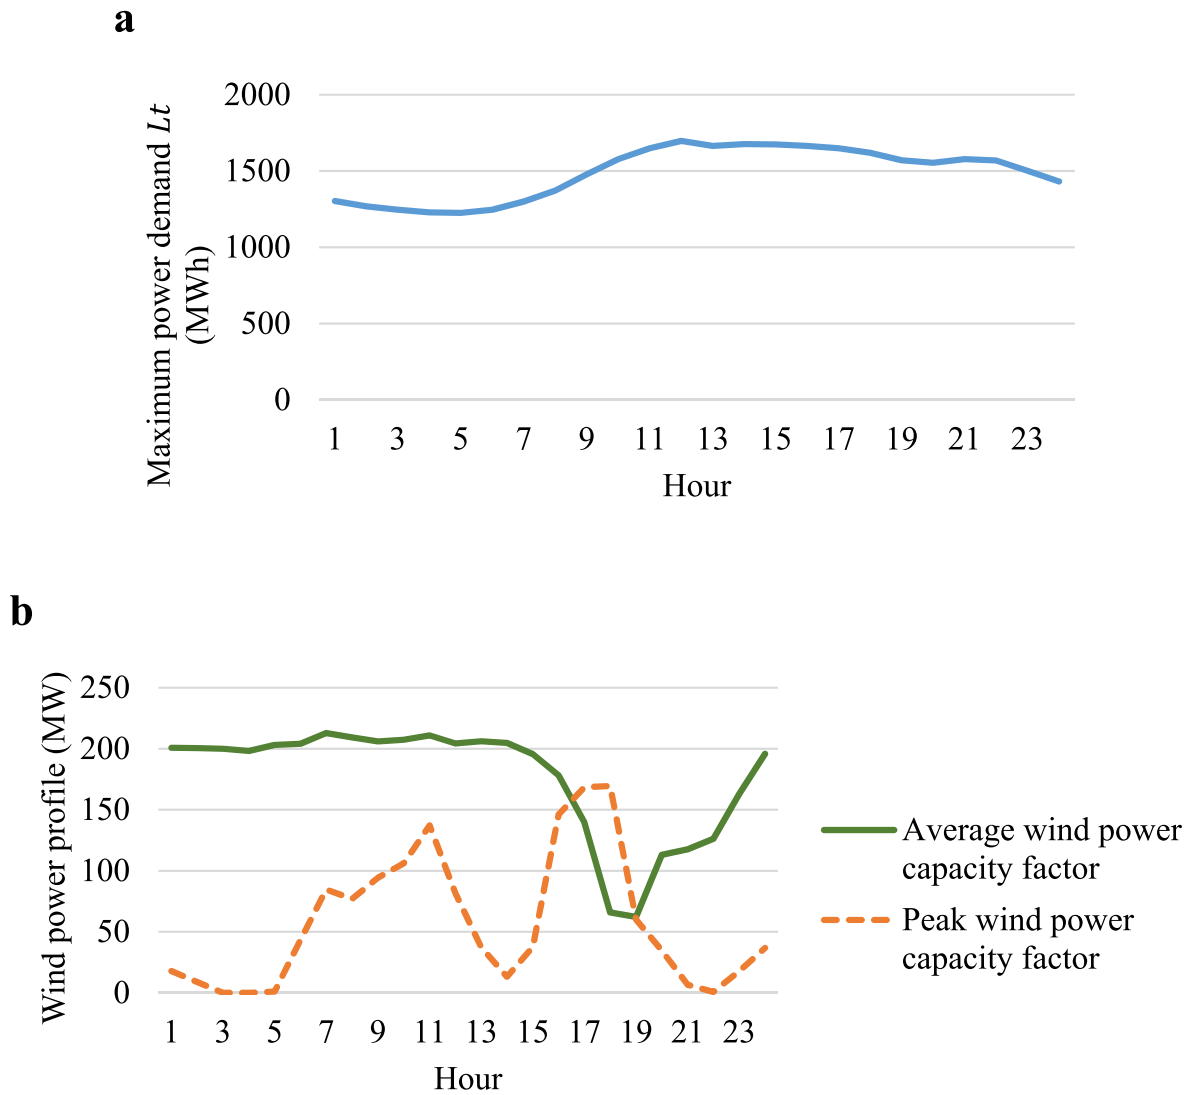 a
Maximum power demand Lt
(MWh)
2000
1500
1000
500
0
1 3 5 7 9 11 13 15 17 19 21 23
Hour
b
Wind power profile (MW)
250
200
150
100
50
0
1 3 5 7 9 11 13 15 17 19 21 23
Hour
Average wind power
capacity factor
Peak wind power
capacity factor